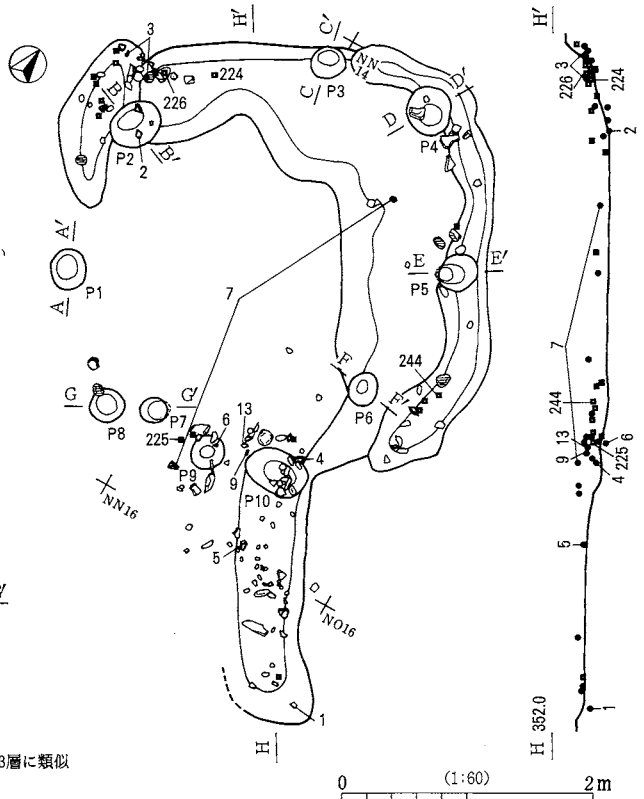 H' C'
3
224
226
NN
14
C P3
D'
D
P4
B
P2
2
B'
A'
A P1
7
E E'
P5
F
244
F'
P6
G G'
P8 P7
13
6
225
P9
9
4
P10
NN16
5
NO16
1
H
3層に類似
0 (1:60) 2m
H'
3
226
224
2
7
244
13
9
6
225
4
5
1
H 352.0